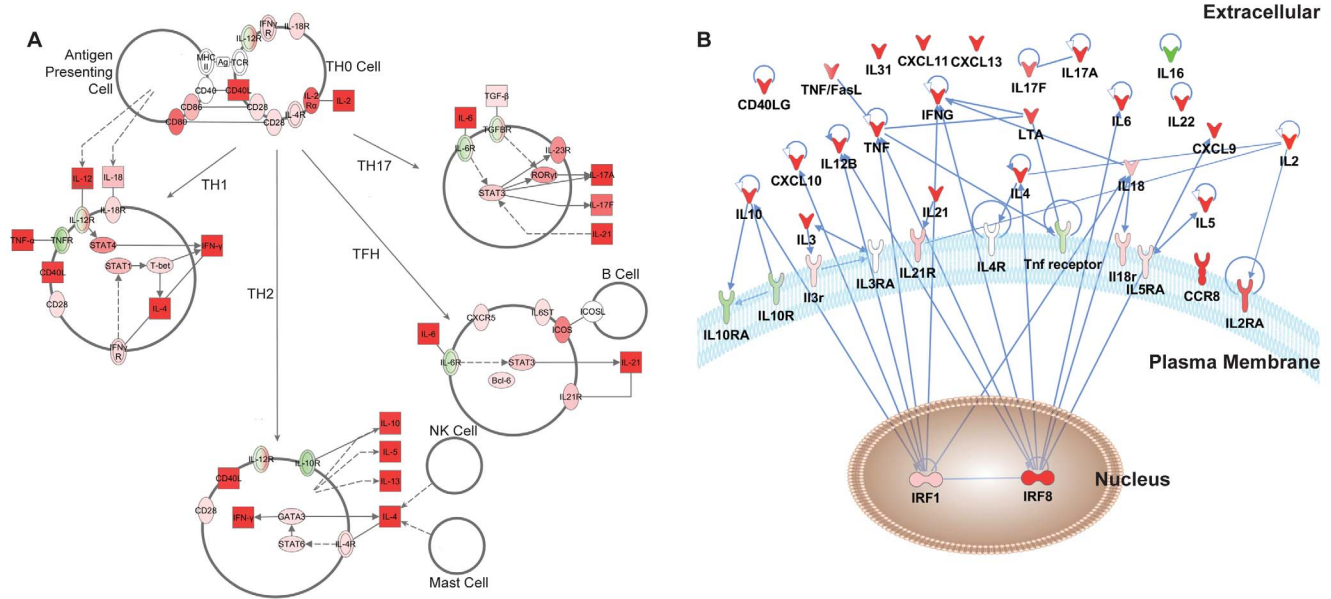 A
Antigen
Presenting
Cell
MHC
II
Ag
TCR
CD40
CD40L
CD86
CD28
CD80
CD28
IL-12R
IFNγ
R
IL-18R
TH0 Cell
IL-2
Rα
IL-2
IL-4R
TH1
TH2
TFH
TH17
IL-12
IL-18
IL-12R
IL-18R
TNF-α
TNFR
STAT4
IFN-γ
CD40L
STAT1
T-bet
CD28
IL-4
IFNγ
R
TGF-β
IL-6
TGFBR
IL-6R
IL-23R
RORγt
IL-17A
STAT3
IL-17F
IL-21
B Cell
CXCR5
IL6ST
ICOS
ICOSL
IL-6
IL-6R
STAT3
IL-21
Bcl-6
IL21R
IL-12R
IL-10R
IL-10
IL-5
IL-13
CD40L
CD28
IFN-γ
GATA3
IL-4
STAT6
IL-4R
NK Cell
Mast Cell
B
Extracellular
IL31
CXCL11
CXCL13
IL17F
IL17A
IL16
CD40LG
TNF/FasL
IFNG
LTA
IL6
IL22
CXCL9
IL2
TNF
IL12B
CXCL10
IL18
IL4
IL10
IL21
IL5
IL3
IL10RA
IL10R
Il3r
IL3RA
IL21R
IL4R
Tnf receptor
Il18r
IL5RA
CCR8
IL2RA
Plasma Membrane
Nucleus
IRF1
IRF8